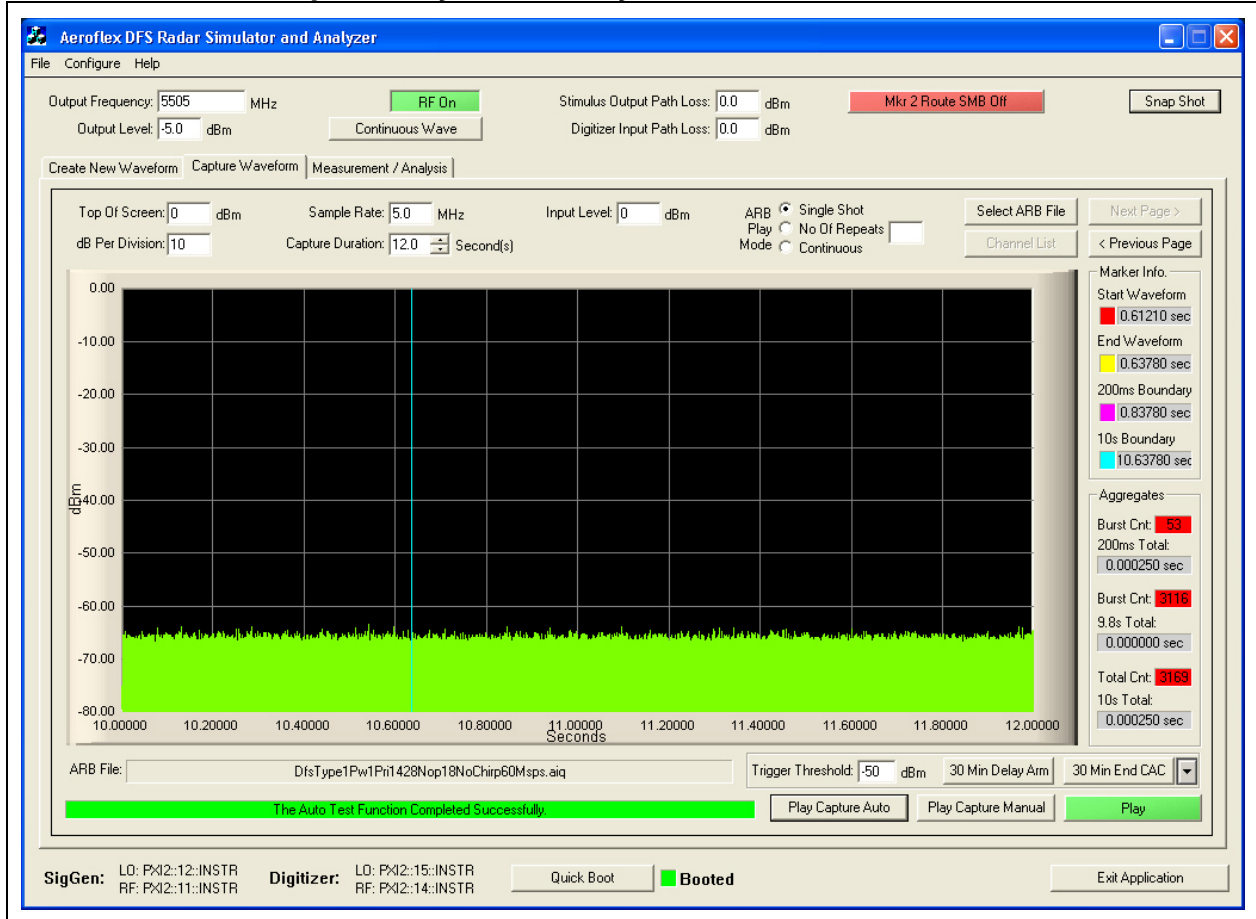 Aeroflex DFS Radar Simulator and Analyzer
File Configure Help
Output Frequency: 5505 MHz
RF On
Stimulus Output Path Loss: 0.0 dBm
Mkr 2 Route SMB Off
Snap Shot
Output Level: -5.0 dBm
Continuous Wave
Digitizer Input Path Loss: 0.0 dBm
Create New Waveform
Capture Waveform
Measurement / Analysis
Top Of Screen: 0 dBm
Sample Rate: 5.0 MHz
Input Level: 0 dBm
ARB Play Mode
Single Shot
No Of Repeats
Continuous
Select ARB File
Next Page >
dB Per Division: 10
Capture Duration: 12.0 Second(s)
Channel List
< Previous Page
0.00
-10.00
-20.00
-30.00
-40.00
-50.00
-60.00
-70.00
-80.00
dBm
10.00000 10.20000 10.40000 10.60000 10.80000 11.00000 11.20000 11.40000 11.60000 11.80000 12.00000
Seconds
Marker Info.
Start Waveform
0.61210 sec
End Waveform
0.63780 sec
200ms Boundary
0.83780 sec
10s Boundary
10.63780 sec
Aggregates
Burst Cnt: 53
200ms Total:
0.000250 sec
Burst Cnt: 3116
9.8s Total:
0.000000 sec
Total Cnt: 3169
10s Total:
0.000250 sec
ARB File: DfsType1Pw1Pri1428Nop18NoChirp60Msps.aiq
Trigger Threshold: -50 dBm
30 Min Delay Arm
30 Min End CAC
The Auto Test Function Completed Successfully.
Play Capture Auto
Play Capture Manual
Play
SigGen: LO: PXI2::12::INSTR
RF: PXI2::11::INSTR
Digitizer: LO: PXI2::15::INSTR
RF: PXI2::14::INSTR
Quick Boot
Booted
Exit Application